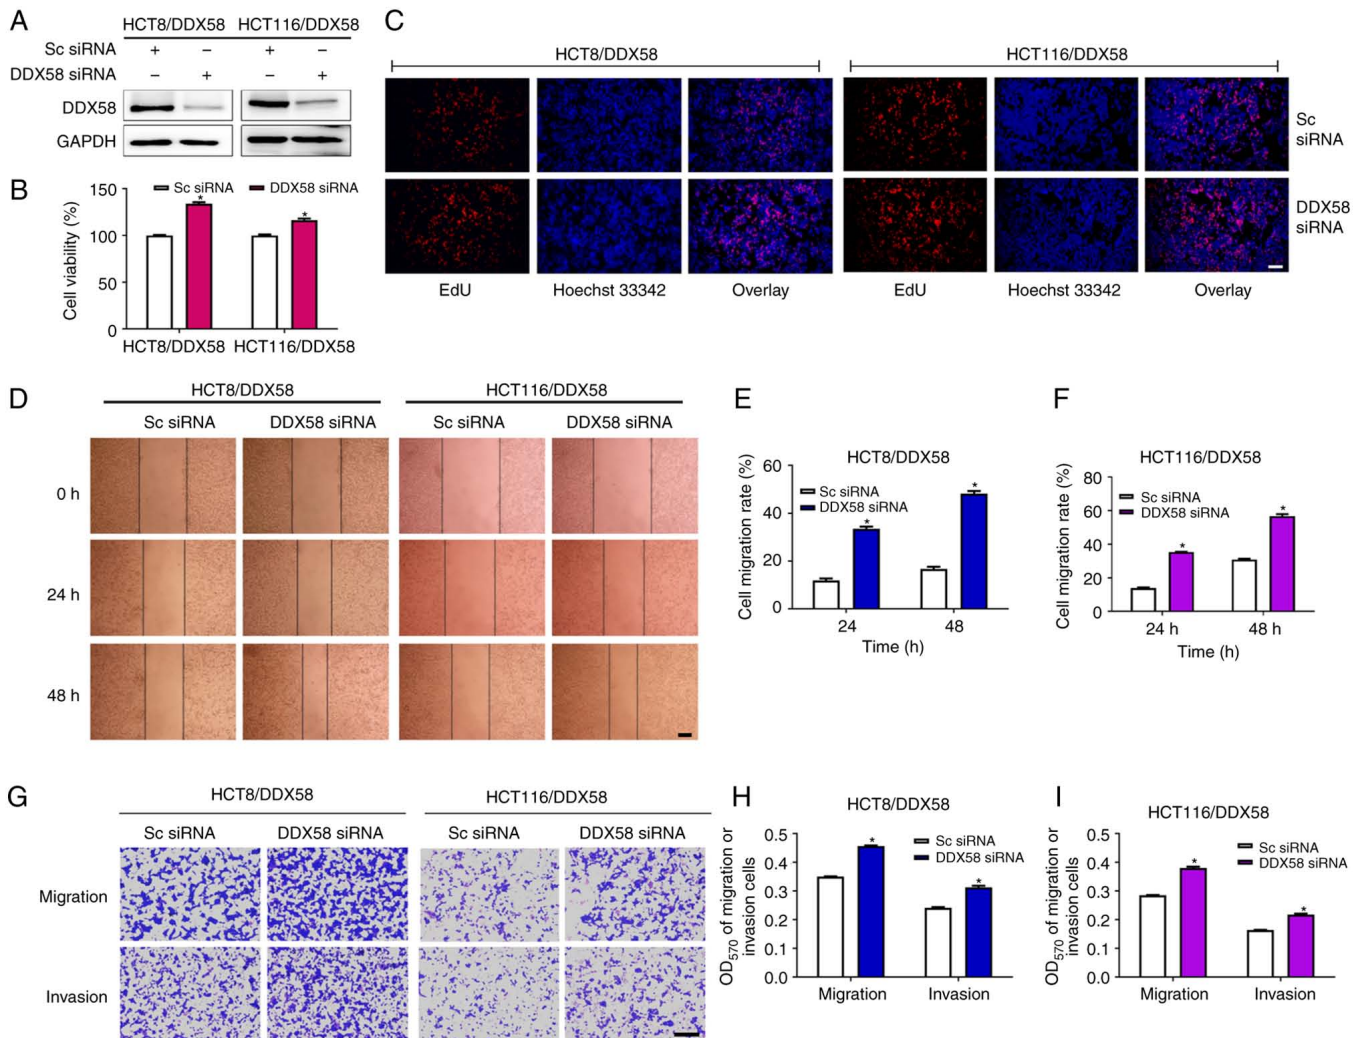 A
HCT8/DDX58 HCT116/DDX58
Sc siRNA + − + −
DDX58 siRNA − + − +
DDX58
GAPDH
B
Sc siRNA DDX58 siRNA
Cell viability (%)
150
100
50
0
* *
HCT8/DDX58 HCT116/DDX58
C
HCT8/DDX58 HCT116/DDX58
Sc
siRNA
DDX58
siRNA
EdU Hoechst 33342 Overlay EdU Hoechst 33342 Overlay
D
HCT8/DDX58 HCT116/DDX58
Sc siRNA DDX58 siRNA Sc siRNA DDX58 siRNA
0 h
24 h
48 h
E
HCT8/DDX58
Sc siRNA
DDX58 siRNA
Cell migration rate (%)
60
40
20
0
* *
24 48
Time (h)
F
HCT116/DDX58
Sc siRNA
DDX58 siRNA
Cell migration rate (%)
80
60
40
20
0
* *
24 h 48 h
Time (h)
G
HCT8/DDX58 HCT116/DDX58
Sc siRNA DDX58 siRNA Sc siRNA DDX58 siRNA
Migration
Invasion
H
HCT8/DDX58
Sc siRNA
DDX58 siRNA
OD570 of migration or
invasion cells
0.5
0.4
0.3
0.2
0.1
0.0
* *
Migration Invasion
I
HCT116/DDX58
Sc siRNA
DDX58 siRNA
OD570 of migration or
invasion cells
0.5
0.4
0.3
0.2
0.1
0.0
* *
Migration Invasion